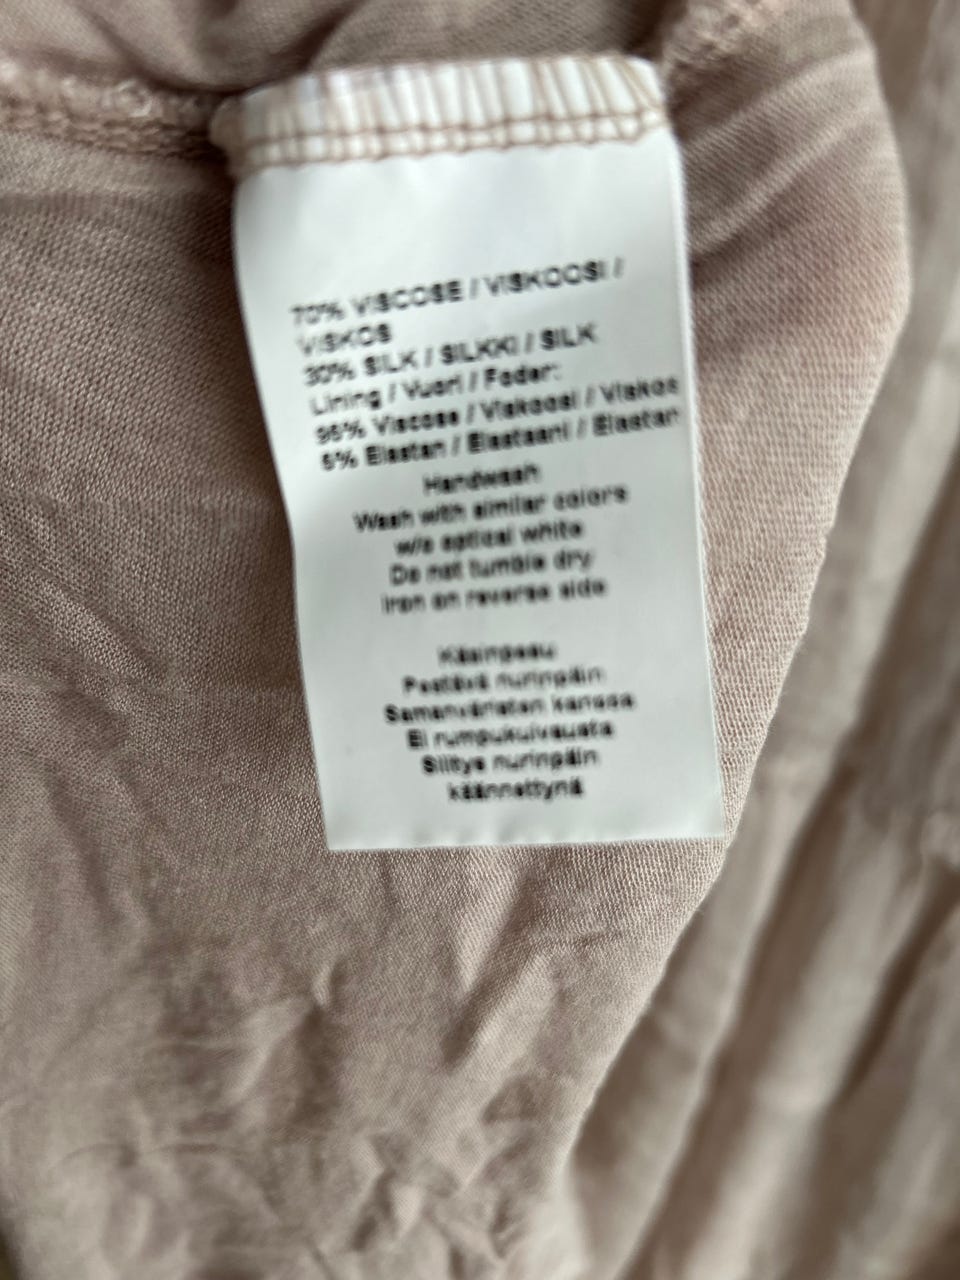 70% VISCOSE / VISKOOSI /
VISKOS
30% SILK / SILKKI / SILK
Lining / Vuori / Foder:
95% Viscose / Viskoosi / Viskos
5% Elastan / Elastaani / Elastan
Handwash
Wash with similar colors
w/o optical white
Do not tumble dry
Iron on reverse side
Käsinpesu
Pestävä nurinpäin
Samanväristen kanssa
Ei rumpukuivausta
Silitys nurinpäin
käännettynä